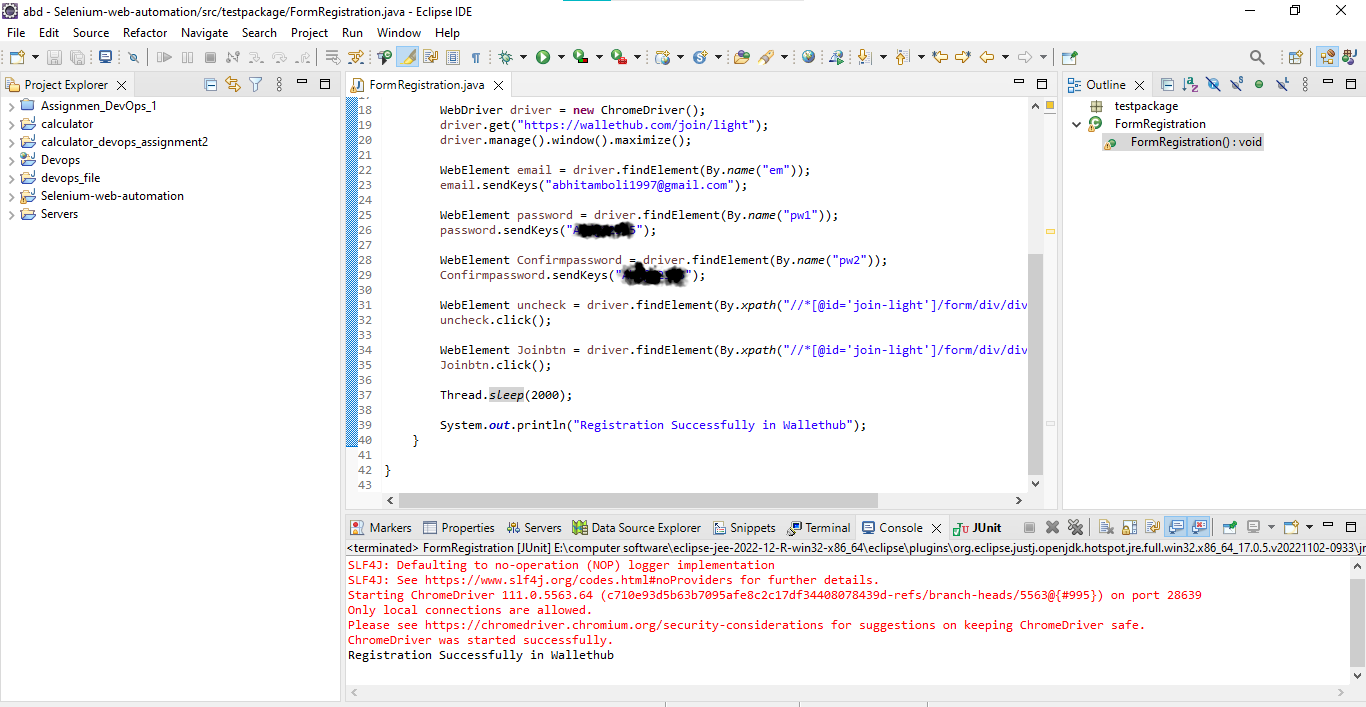 abd - Selenium-web-automation/src/testpackage/FormRegistration.java - Eclipse IDE
File Edit Source Refactor Navigate Search Project Run Window Help
Project Explorer
Assignmen_DevOps_1
calculator
calculator_devops_assignment2
Devops
devops_file
Selenium-web-automation
Servers
FormRegistration.java
18 WebDriver driver = new ChromeDriver();
19 driver.get("https://wallethub.com/join/light");
20 driver.manage().window().maximize();
21
22 WebElement email = driver.findElement(By.name("em"));
23 email.sendKeys("abhitamboli1997@gmail.com");
24
25 WebElement password = driver.findElement(By.name("pw1"));
26 password.sendKeys(" ");
27
28 WebElement Confirmpassword = driver.findElement(By.name("pw2"));
29 Confirmpassword.sendKeys(" ");
30
31 WebElement uncheck = driver.findElement(By.xpath("//*[@id='join-light']/form/div/div
32 uncheck.click();
33
34 WebElement Joinbtn = driver.findElement(By.xpath("//*[@id='join-light']/form/div/div
35 Joinbtn.click();
36
37 Thread.sleep(2000);
38
39 System.out.println("Registration Successfully in Wallethub");
40 }
41
42 }
43
Outline
testpackage
FormRegistration
FormRegistration() : void
Markers Properties Servers Data Source Explorer Snippets Terminal Console JUnit
<terminated> FormRegistration [JUnit] E:\computer software\eclipse-jee-2022-12-R-win32-x86_64\eclipse\plugins\org.eclipse.justj.openjdk.hotspot.jre.full.win32.x86_64_17.0.5.v20221102-0933\jr
SLF4J: Defaulting to no-operation (NOP) logger implementation
SLF4J: See https://www.slf4j.org/codes.html#noProviders for further details.
Starting ChromeDriver 111.0.5563.64 (c710e93d5b63b7095afe8c2c17df34408078439d-refs/branch-heads/5563@{#995}) on port 28639
Only local connections are allowed.
Please see https://chromedriver.chromium.org/security-considerations for suggestions on keeping ChromeDriver safe.
ChromeDriver was started successfully.
Registration Successfully in Wallethub